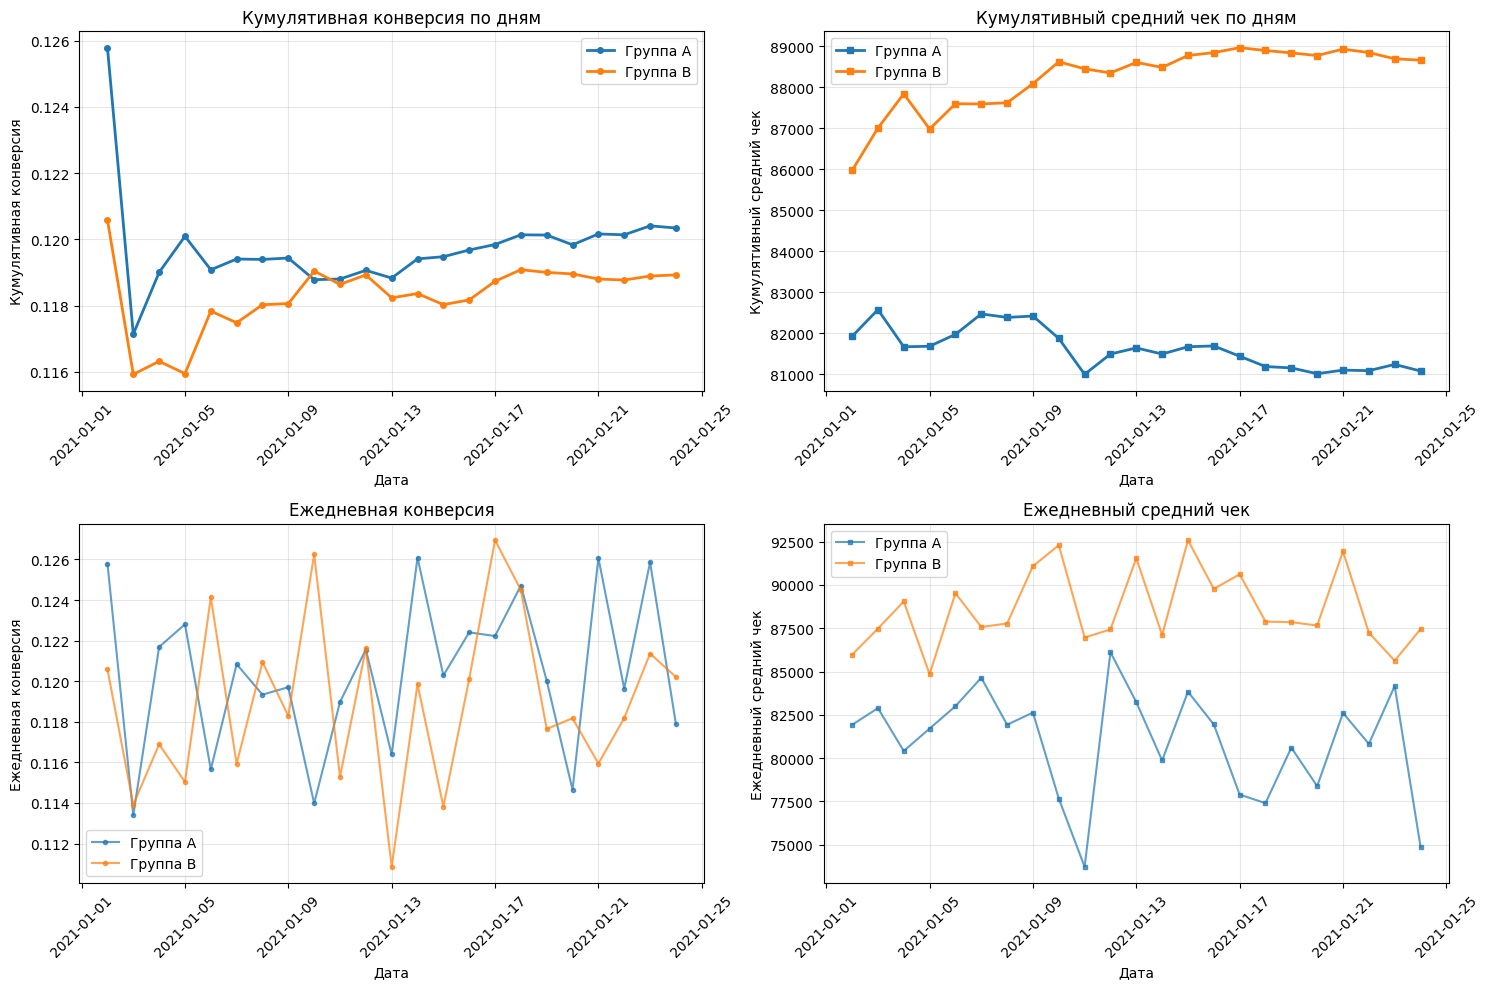 Кумулятивная конверсия по дням
Кумулятивная конверсия
0.126
0.124
0.122
0.120
0.118
0.116
Группа A
Группа B
2021-01-01
2021-01-05
2021-01-09
2021-01-13
2021-01-17
2021-01-21
2021-01-25
Дата
Кумулятивный средний чек по дням
Кумулятивный средний чек
89000
88000
87000
86000
85000
84000
83000
82000
81000
Группа A
Группа B
2021-01-01
2021-01-05
2021-01-09
2021-01-13
2021-01-17
2021-01-21
2021-01-25
Дата
Ежедневная конверсия
Ежедневная конверсия
0.126
0.124
0.122
0.120
0.118
0.116
0.114
0.112
Группа A
Группа B
2021-01-01
2021-01-05
2021-01-09
2021-01-13
2021-01-17
2021-01-21
2021-01-25
Дата
Ежедневный средний чек
Ежедневный средний чек
92500
90000
87500
85000
82500
80000
77500
75000
Группа A
Группа B
2021-01-01
2021-01-05
2021-01-09
2021-01-13
2021-01-17
2021-01-21
2021-01-25
Дата